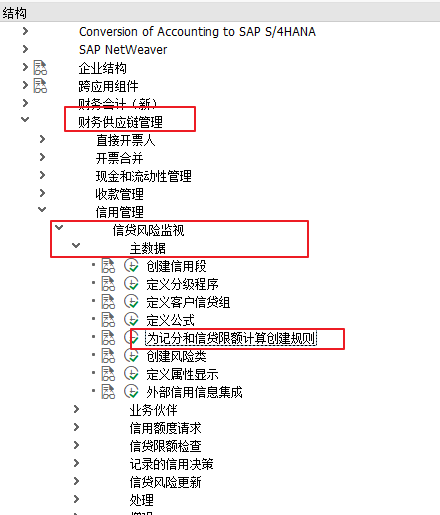 结构
Conversion of Accounting to SAP S/4HANA
SAP NetWeaver
企业结构
跨应用组件
财务会计（新）
财务供应链管理
直接开票人
开票合并
现金和流动性管理
收款管理
信用管理
信贷风险监视
主数据
创建信用段
定义分级程序
定义客户信贷组
定义公式
为记分和信贷限额计算创建规则
创建风险类
定义属性显示
外部信用信息集成
业务伙伴
信用额度请求
信贷限额检查
记录的信用决策
信贷风险更新
处理